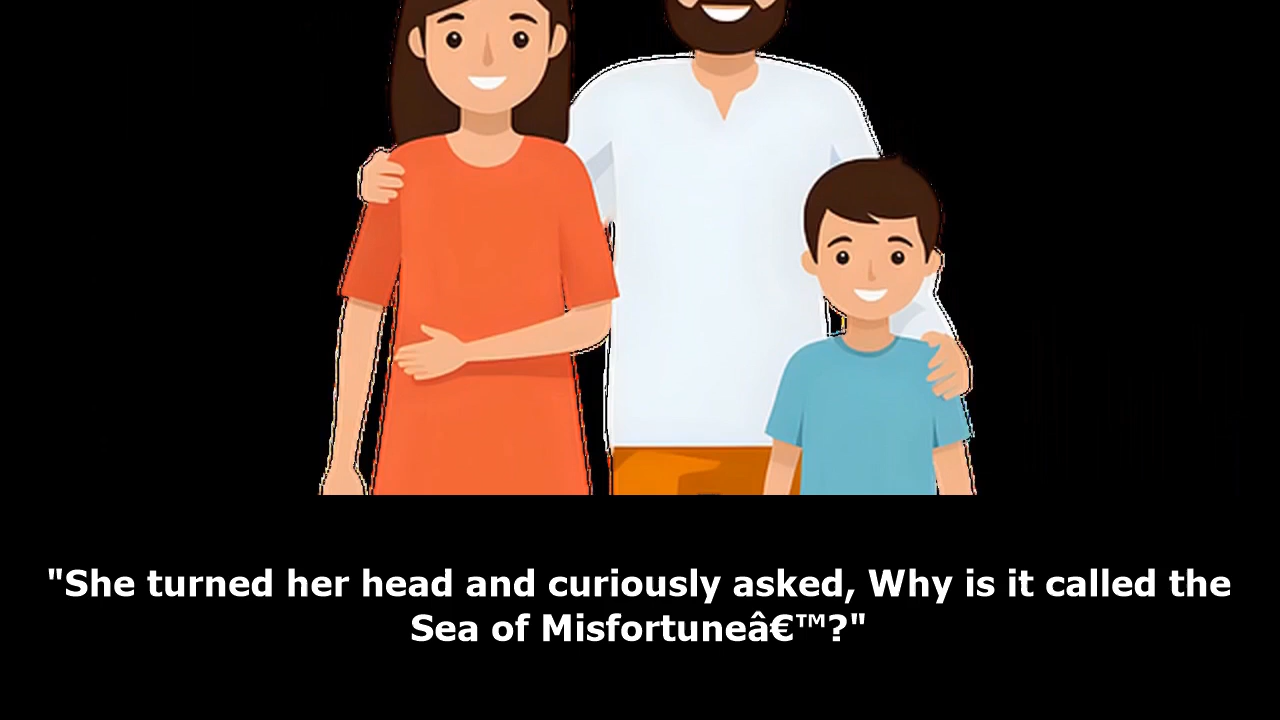 "She turned her head and curiously asked, Why is it called the
Sea of Misfortuneâ€™?"